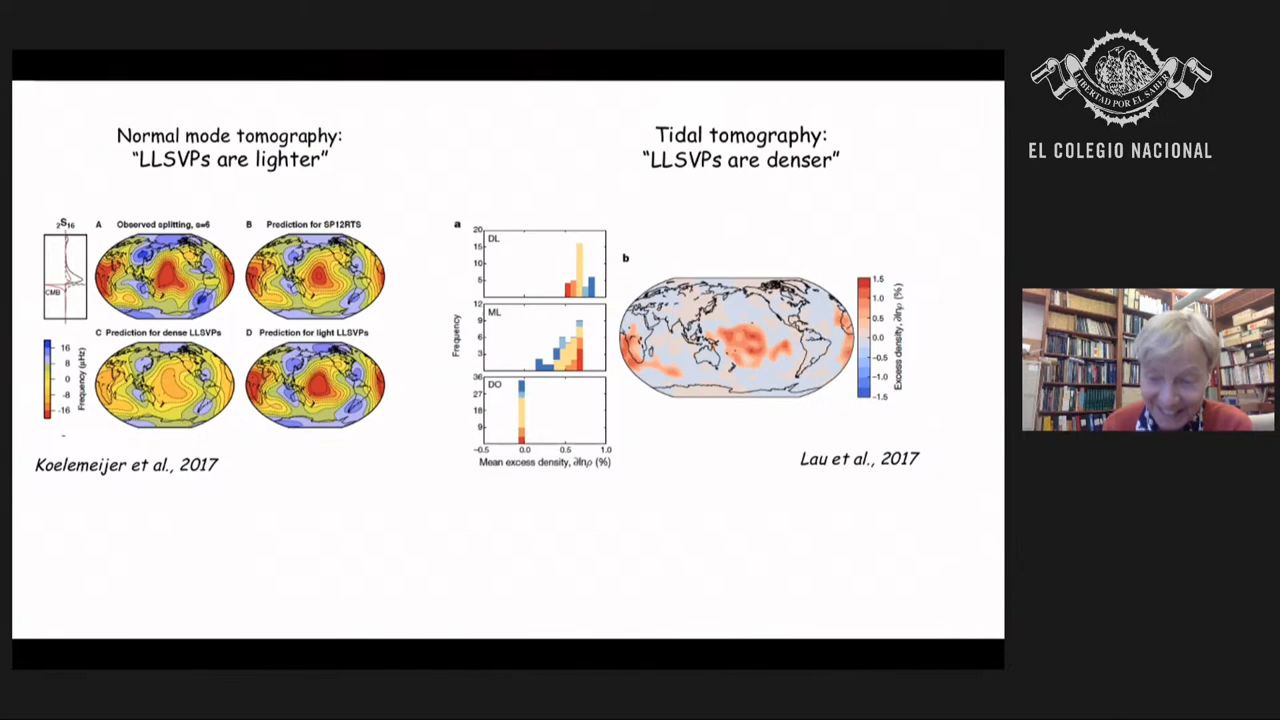 Normal mode tomography:
“LLSVPs are lighter”
Tidal tomography:
“LLSVPs are denser”
2S16
A Observed splitting, s=6
B Prediction for SP12RTS
CMB
C Prediction for dense LLSVPs
D Prediction for light LLSVPs
16
8
0
-8
-16
Frequency (μHz)
Koelemeijer et al., 2017
a
20
15
10
5
DL
12
9
6
3
ML
36
27
18
9
DO
Frequency
−0.5
0.0
0.5
1.0
Mean excess density, ∂lnρ (%)
b
1.5
1.0
0.5
0.0
−0.5
−1.0
−1.5
Excess density, ∂lnρ (%)
Lau et al., 2017
LIBERTAD POR EL SABER
EL COLEGIO NACIONAL